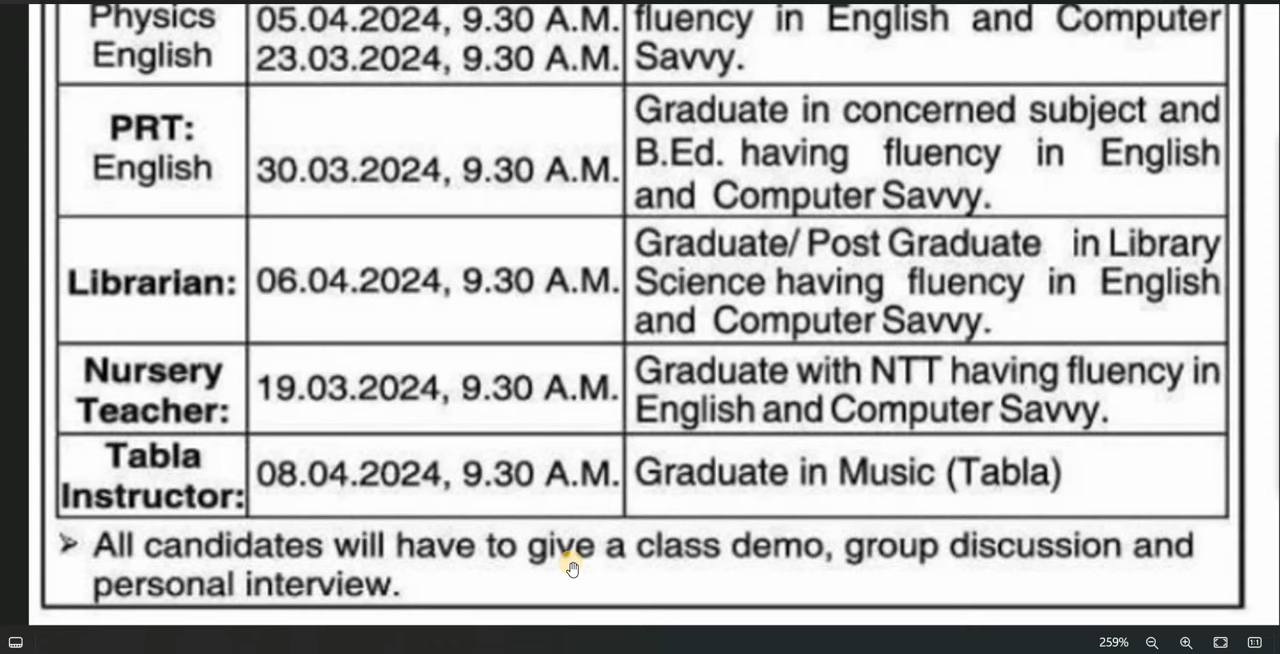 Physics
English
05.04.2024, 9.30 A.M.
23.03.2024, 9.30 A.M.
fluency in English and Computer
Savvy.
PRT:
English
30.03.2024, 9.30 A.M.
Graduate in concerned subject and
B.Ed. having fluency in English
and Computer Savvy.
Librarian:
06.04.2024, 9.30 A.M.
Graduate/ Post Graduate in Library
Science having fluency in English
and Computer Savvy.
Nursery
Teacher:
19.03.2024, 9.30 A.M.
Graduate with NTT having fluency in
English and Computer Savvy.
Tabla
Instructor:
08.04.2024, 9.30 A.M.
Graduate in Music (Tabla)
➢ All candidates will have to give a class demo, group discussion and
personal interview.
259%
1:1